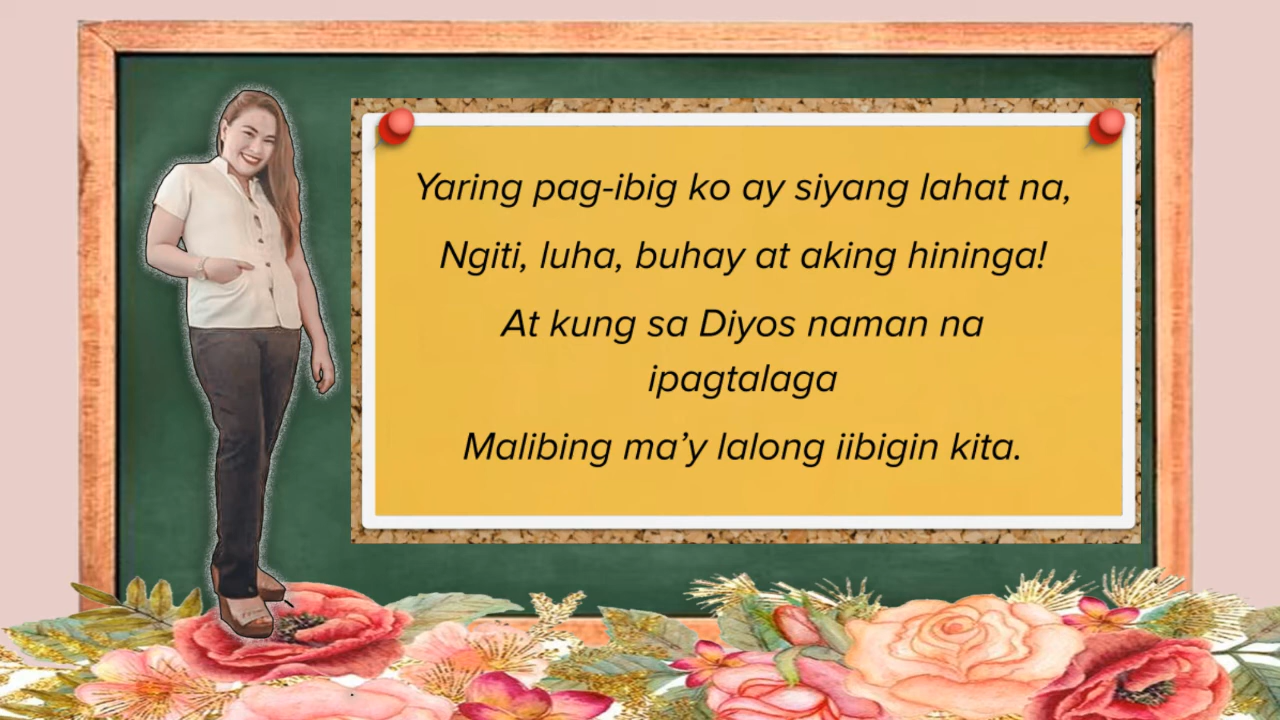 Yaring pag-ibig ko ay siyang lahat na,
Ngiti, luha, buhay at aking hininga!
At kung sa Diyos naman na
ipagtalaga
Malibing ma’y lalong iibigin kita.